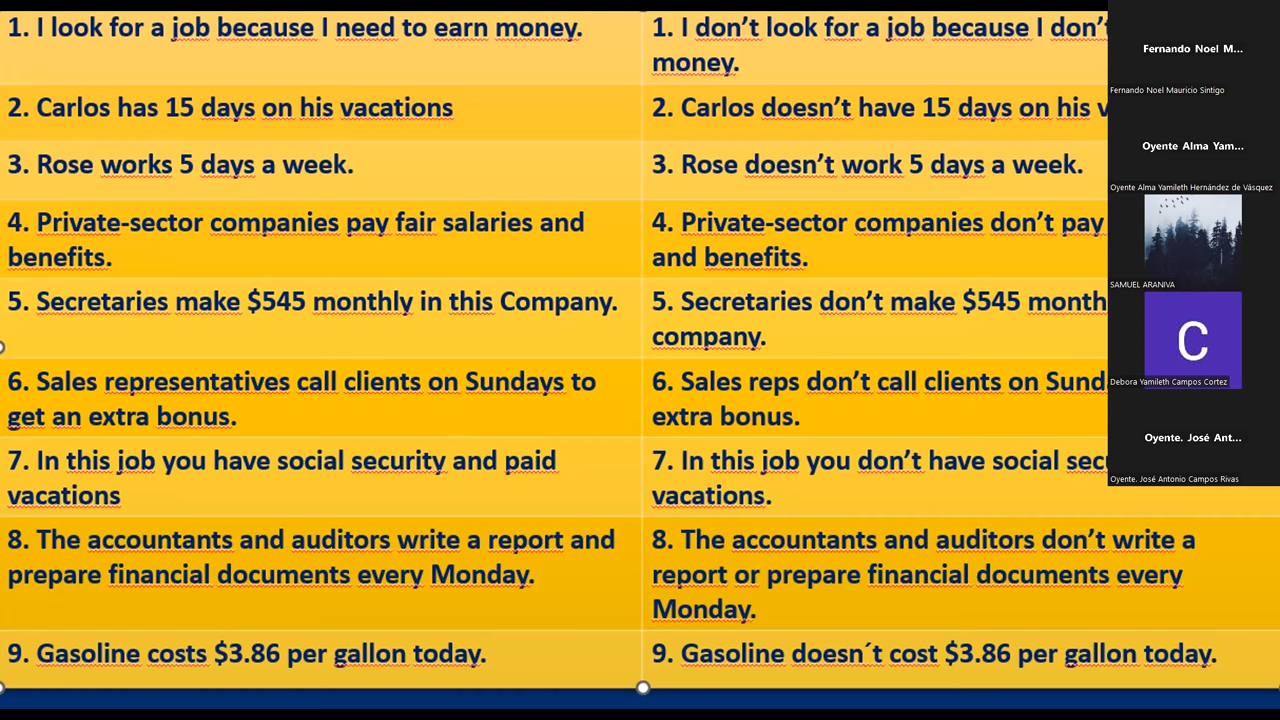 1. I look for a job because I need to earn money.
2. Carlos has 15 days on his vacations
3. Rose works 5 days a week.
4. Private-sector companies pay fair salaries and
benefits.
5. Secretaries make $545 monthly in this Company.
6. Sales representatives call clients on Sundays to
get an extra bonus.
7. In this job you have social security and paid
vacations
8. The accountants and auditors write a report and
prepare financial documents every Monday.
9. Gasoline costs $3.86 per gallon today.
1. I don’t look for a job because I don’t
money.
2. Carlos doesn’t have 15 days on his
3. Rose doesn’t work 5 days a week.
4. Private-sector companies don’t pay
and benefits.
5. Secretaries don’t make $545
company.
6. Sales reps don’t call clients on
extra bonus.
7. In this job you don’t have social
vacations.
8. The accountants and auditors don’t write a
report or prepare financial documents every
Monday.
9. Gasoline doesn´t cost $3.86 per gallon today.
Fernando Noel M...
Fernando Noel Mauricio Sintigo
Oyente Alma Yam...
Oyente Alma Yamileth Hernández de Vásquez
SAMUEL ARANIVA
C
Debora Yamileth Campos Cortez
Oyente. José Ant...
Oyente. José Antonio Campos Rivas